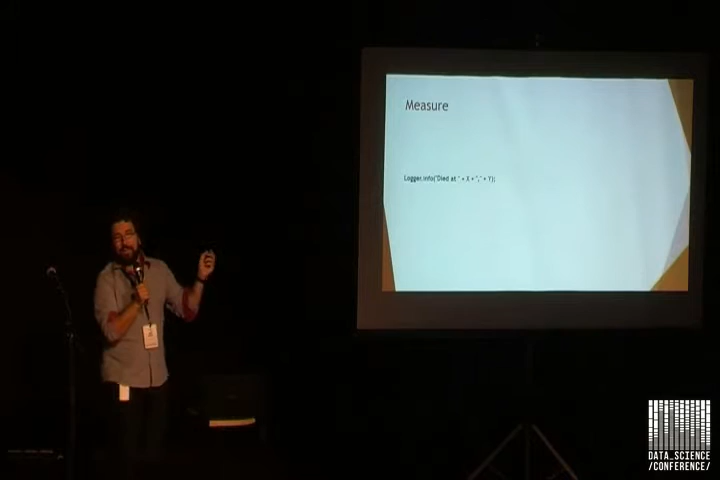 Measure
Logger.info("Died at " + X + "," + Y);
DATA_SCIENCE
/CONFERENCE/